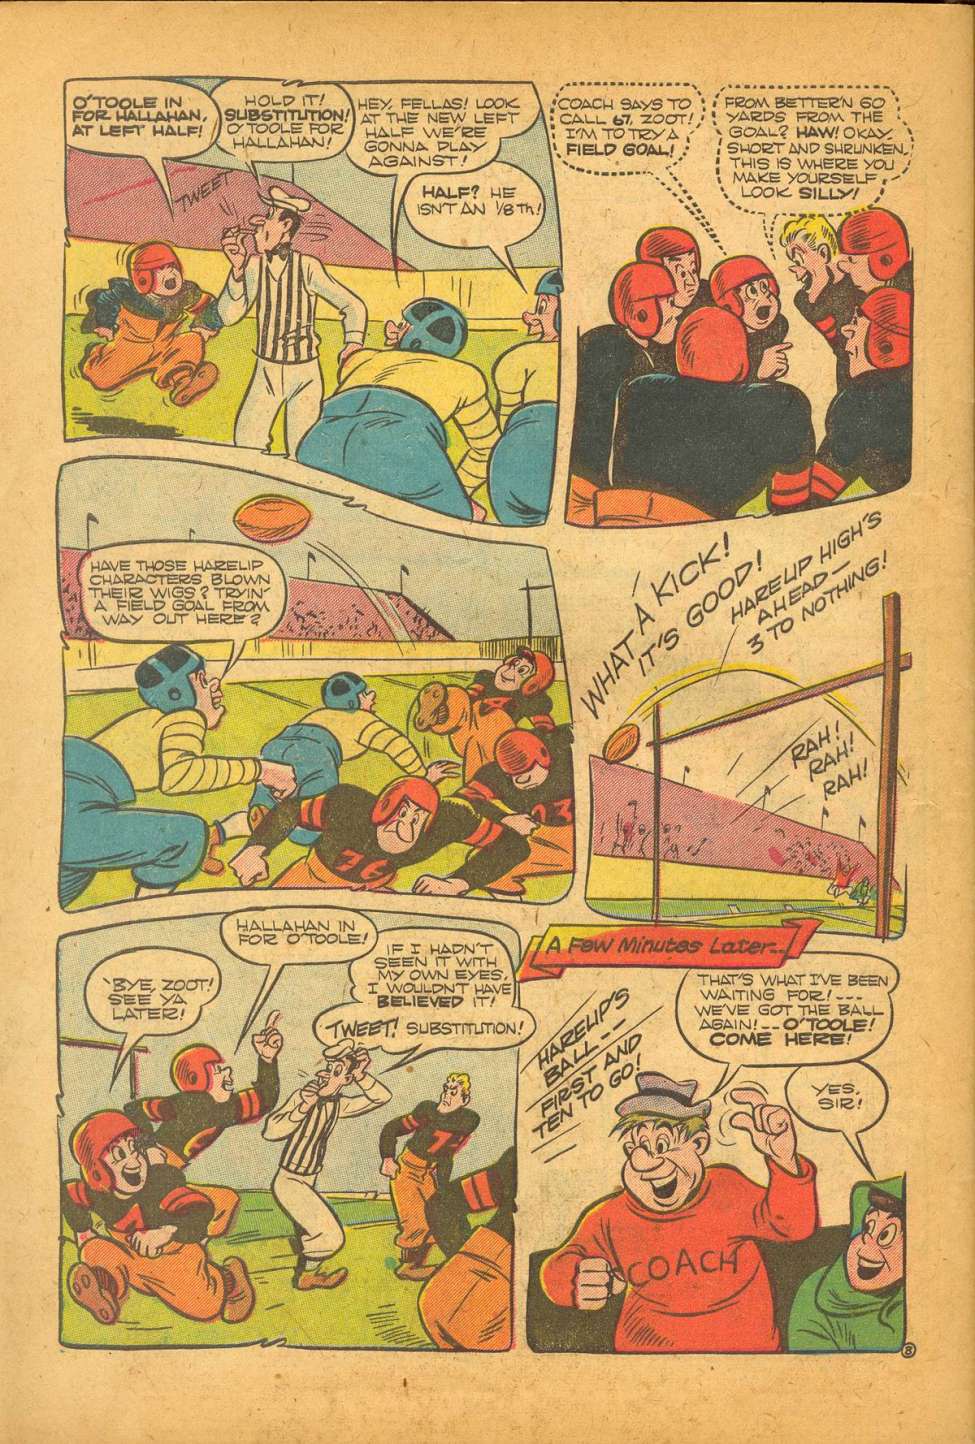 O'TOOLE IN
FOR HALLAHAN,
AT LEFT HALF!
HOLD IT!
SUBSTITUTION!
O'TOOLE FOR
HALLAHAN!
TWEET
HEY, FELLAS! LOOK
AT THE NEW LEFT
HALF WE'RE
GONNA PLAY
AGAINST!
HALF? HE
ISN'T AN 1/8TH!
COACH SAYS TO
CALL 67, ZOOT!
I'M TO TRY A
FIELD GOAL!
FROM BETTER'N 60
YARDS FROM THE
GOAL? HAW! OKAY,
SHORT AND SHRUNKEN,
THIS IS WHERE YOU
MAKE YOURSELF
LOOK SILLY!
HAVE THOSE HARELIP
CHARACTERS BLOWN
THEIR WIGS? TRYIN'
A FIELD GOAL FROM
WAY OUT HERE?
76
3
WHAT A KICK!
IT'S GOOD!
HARELIP HIGH'S
AHEAD—
3 TO NOTHING!
RAH!
RAH!
RAH!
'BYE, ZOOT!
SEE YA
LATER!
HALLAHAN IN
FOR O'TOOLE!
IF I HADN'T
SEEN IT WITH
MY OWN EYES,
I WOULDN'T HAVE
BELIEVED IT!
TWEET! SUBSTITUTION!
A Few Minutes Later...
HARELIP'S
BALL--
FIRST AND
TEN TO GO!
THAT'S WHAT I'VE BEEN
WAITING FOR!---
WE'VE GOT THE BALL
AGAIN!-- O'TOOLE!
COME HERE!
YES,
SIR!
COACH
8